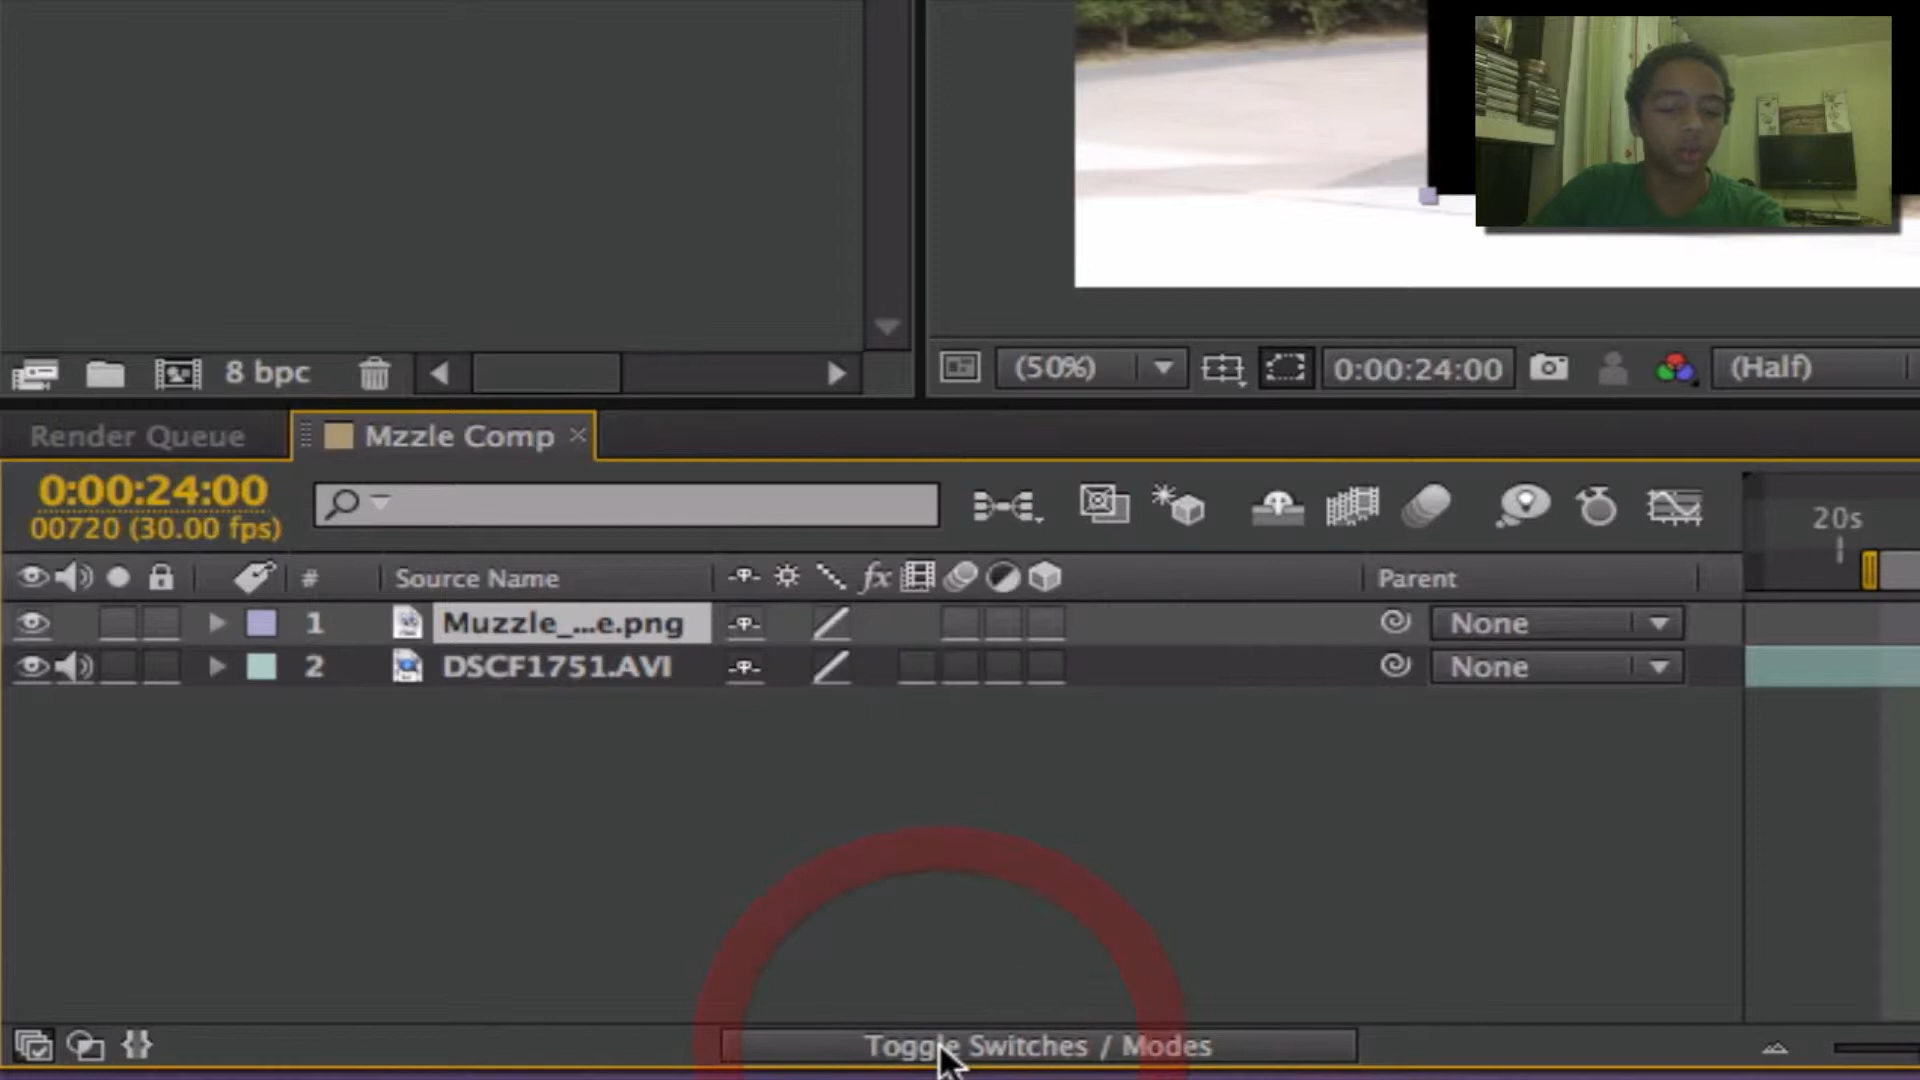 8 bpc
(50%)
0:00:24:00
(Half)
Render Queue
Mzzle Comp ×
0:00:24:00
00720 (30.00 fps)
20s
# Source Name fx Parent
1 Muzzle_...e.png None
2 DSCF1751.AVI None
Toggle Switches / Modes